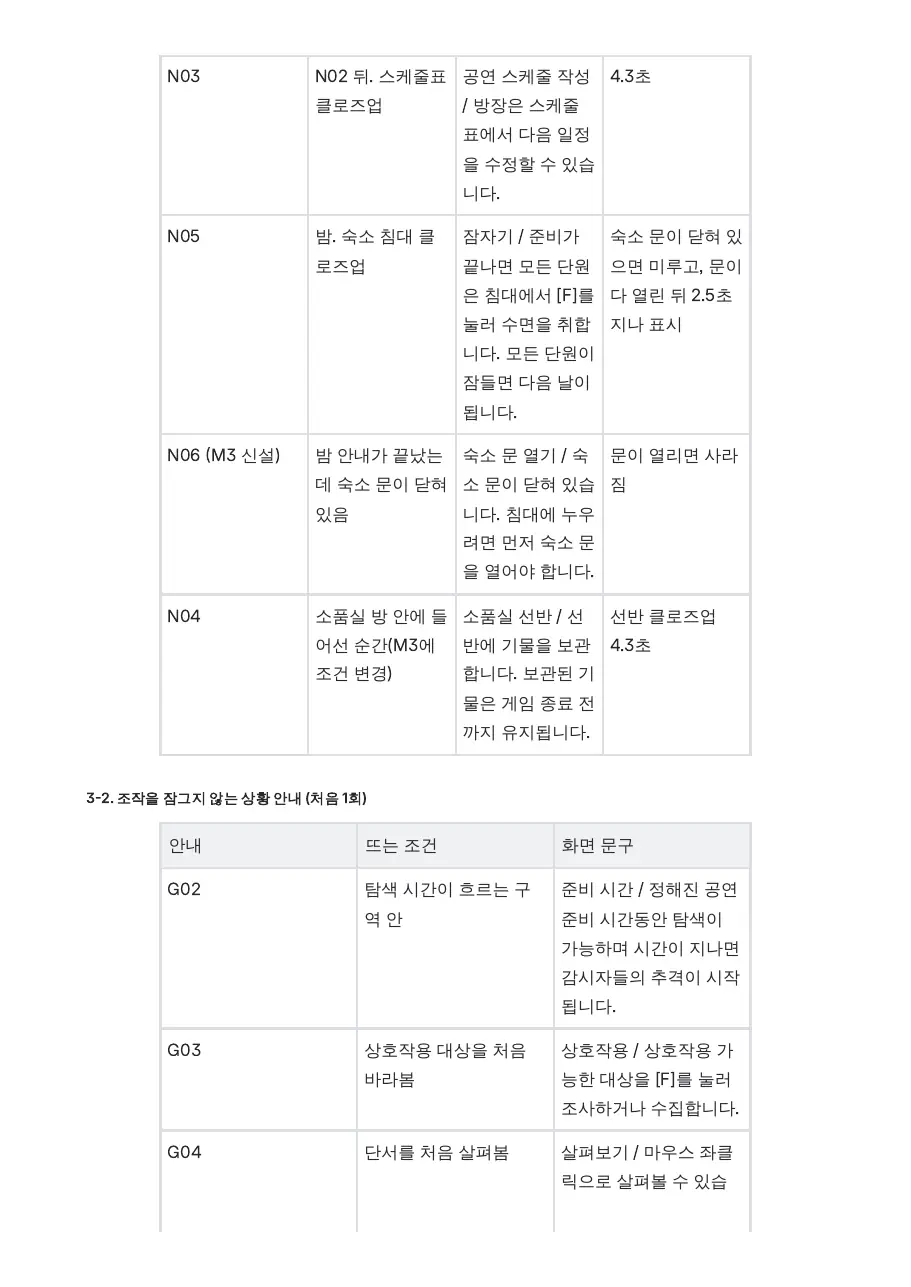 N03
N02 뒤. 스케줄표
클로즈업
공연 스케줄 작성
/ 방장은 스케줄
표에서 다음 일정
을 수정할 수 있습
니다.
4.3초
N05
밤. 숙소 침대 클
로즈업
잠자기 / 준비가
끝나면 모든 단원
은 침대에서 [F]를
눌러 수면을 취합
니다. 모든 단원이
잠들면 다음 날이
됩니다.
숙소 문이 닫혀 있
으면 미루고, 문이
다 열린 뒤 2.5초
지나 표시
N06 (M3 신설)
밤 안내가 끝났는
데 숙소 문이 닫혀
있음
숙소 문 열기 / 숙
소 문이 닫혀 있습
니다. 침대에 누우
려면 먼저 숙소 문
을 열어야 합니다.
문이 열리면 사라
짐
N04
소품실 방 안에 들
어선 순간(M3에
조건 변경)
소품실 선반 / 선
반에 기물을 보관
합니다. 보관된 기
물은 게임 종료 전
까지 유지됩니다.
선반 클로즈업
4.3초
3-2. 조작을 잠그지 않는 상황 안내 (처음 1회)
안내
뜨는 조건
화면 문구
G02
탐색 시간이 흐르는 구
역 안
준비 시간 / 정해진 공연
준비 시간동안 탐색이
가능하며 시간이 지나면
감시자들의 추격이 시작
됩니다.
G03
상호작용 대상을 처음
바라봄
상호작용 / 상호작용 가
능한 대상을 [F]를 눌러
조사하거나 수집합니다.
G04
단서를 처음 살펴봄
살펴보기 / 마우스 좌클
릭으로 살펴볼 수 있습